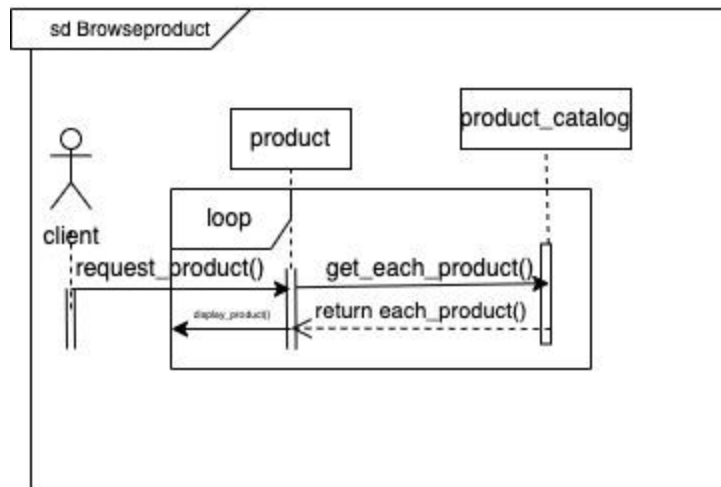 sd Browseproduct
product_catalog
product
loop
client
request_product()
get_each_product()
display_product()
return each_product()